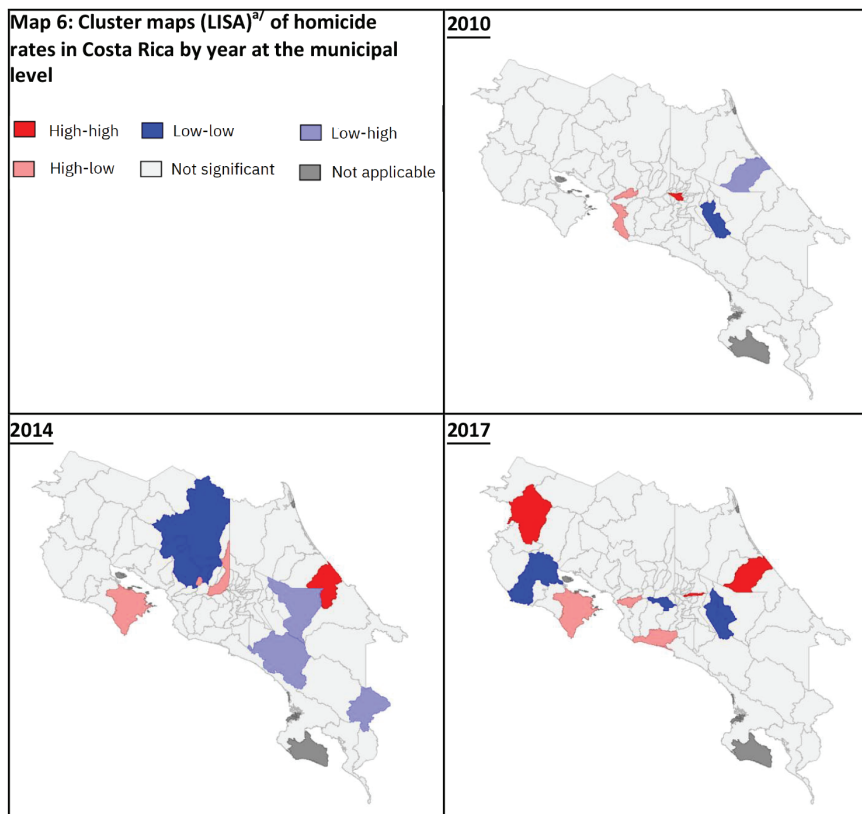 Map 6: Cluster maps (LISA)a/ of homicide
rates in Costa Rica by year at the municipal
level
High-high
Low-low
Low-high
High-low
Not significant
Not applicable
2010
2014
2017